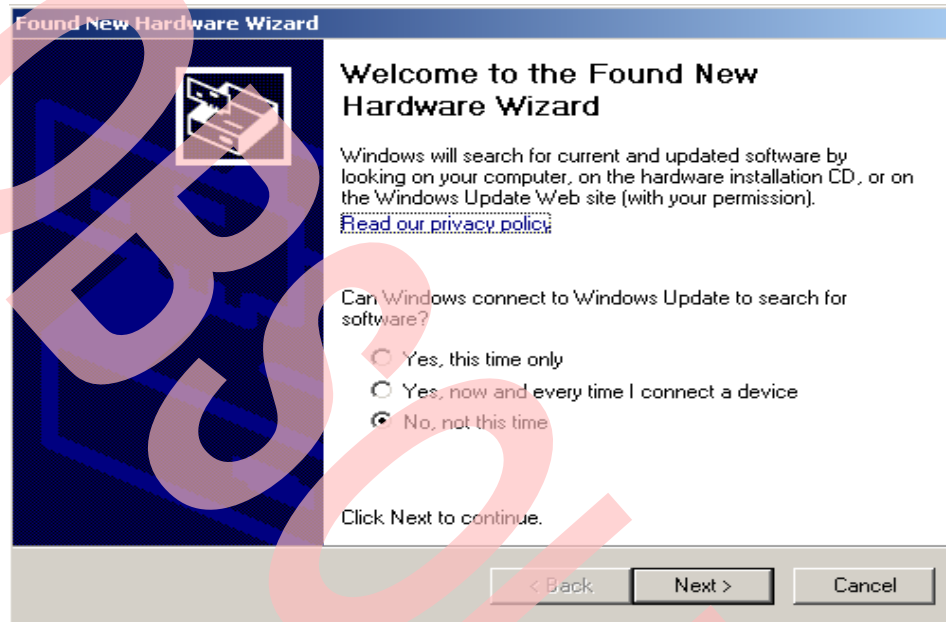 Found New Hardware Wizard
Welcome to the Found New
Hardware Wizard
Windows will search for current and updated software by
looking on your computer, on the hardware installation CD, or on
the Windows Update Web site (with your permission).
Read our privacy policy
Can Windows connect to Windows Update to search for
software?
Yes, this time only
Yes, now and every time I connect a device
No, not this time
Click Next to continue.
< Back
Next >
Cancel